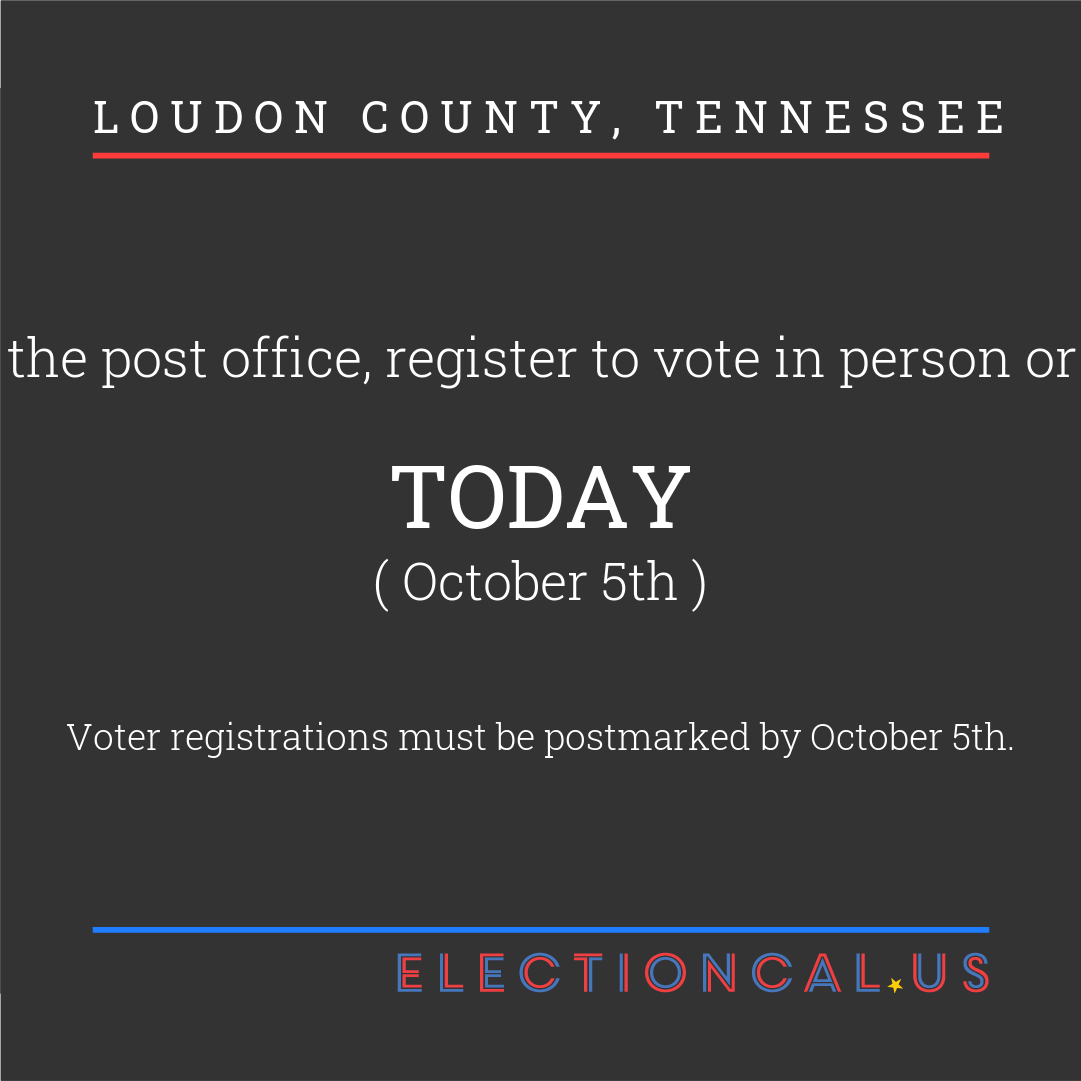 LOUDON COUNTY, TENNESSEE
the post office, register to vote in person or
TODAY
( October 5th )
Voter registrations must be postmarked by October 5th.
ELECTIONCAL.US